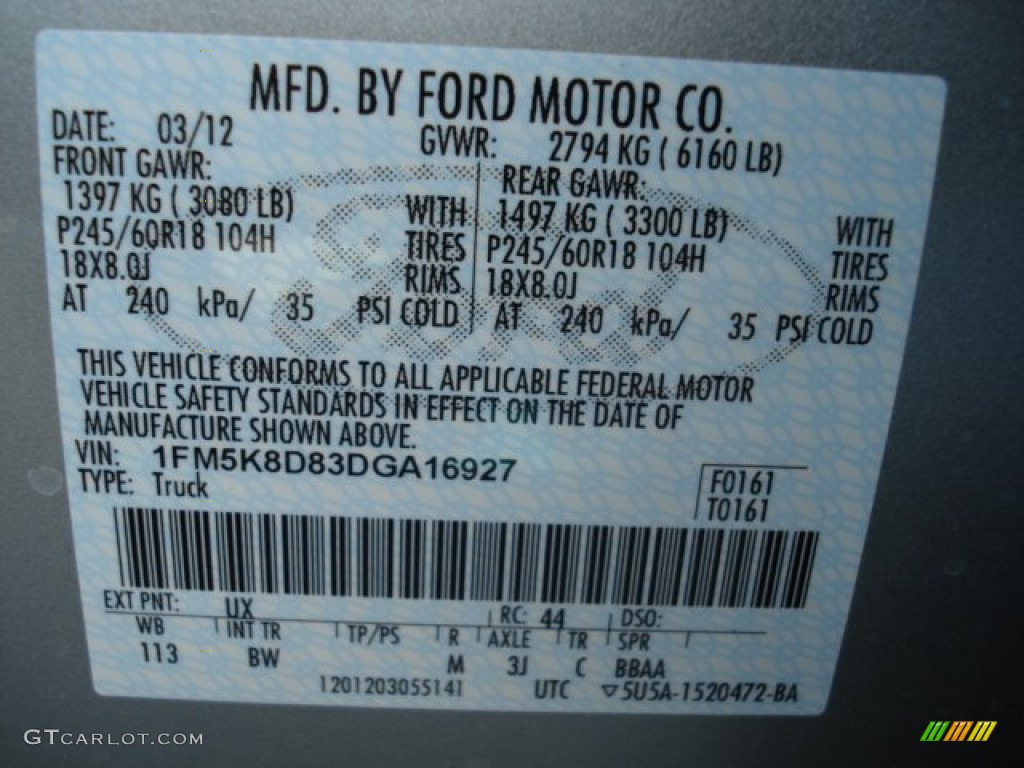 MFD. BY FORD MOTOR CO.
DATE: 03/12 GVWR: 2794 KG ( 6160 LB)
FRONT GAWR: REAR GAWR:
1397 KG ( 3080 LB) WITH 1497 KG ( 3300 LB) WITH
P245/60R18 104H TIRES P245/60R18 104H TIRES
18X8.0J RIMS 18X8.0J RIMS
AT 240 kPa/ 35 PSI COLD AT 240 kPa/ 35 PSI COLD
Ford
THIS VEHICLE CONFORMS TO ALL APPLICABLE FEDERAL MOTOR
VEHICLE SAFETY STANDARDS IN EFFECT ON THE DATE OF
MANUFACTURE SHOWN ABOVE.
VIN: 1FM5K8D83DGA16927
TYPE: Truck
F0161
T0161
EXT PNT: UX RC: 44 DSO:
WB INT TR TP/PS R AXLE TR SPR
113 BW M 3J C BBAA
1201203055141 UTC ▽5U5A-1520472-BA
GTCARLOT.COM